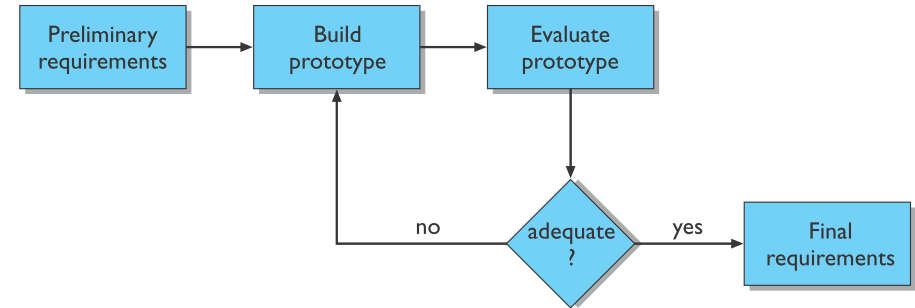 Preliminary
requirements
Build
prototype
Evaluate
prototype
no
adequate
?
yes
Final
requirements